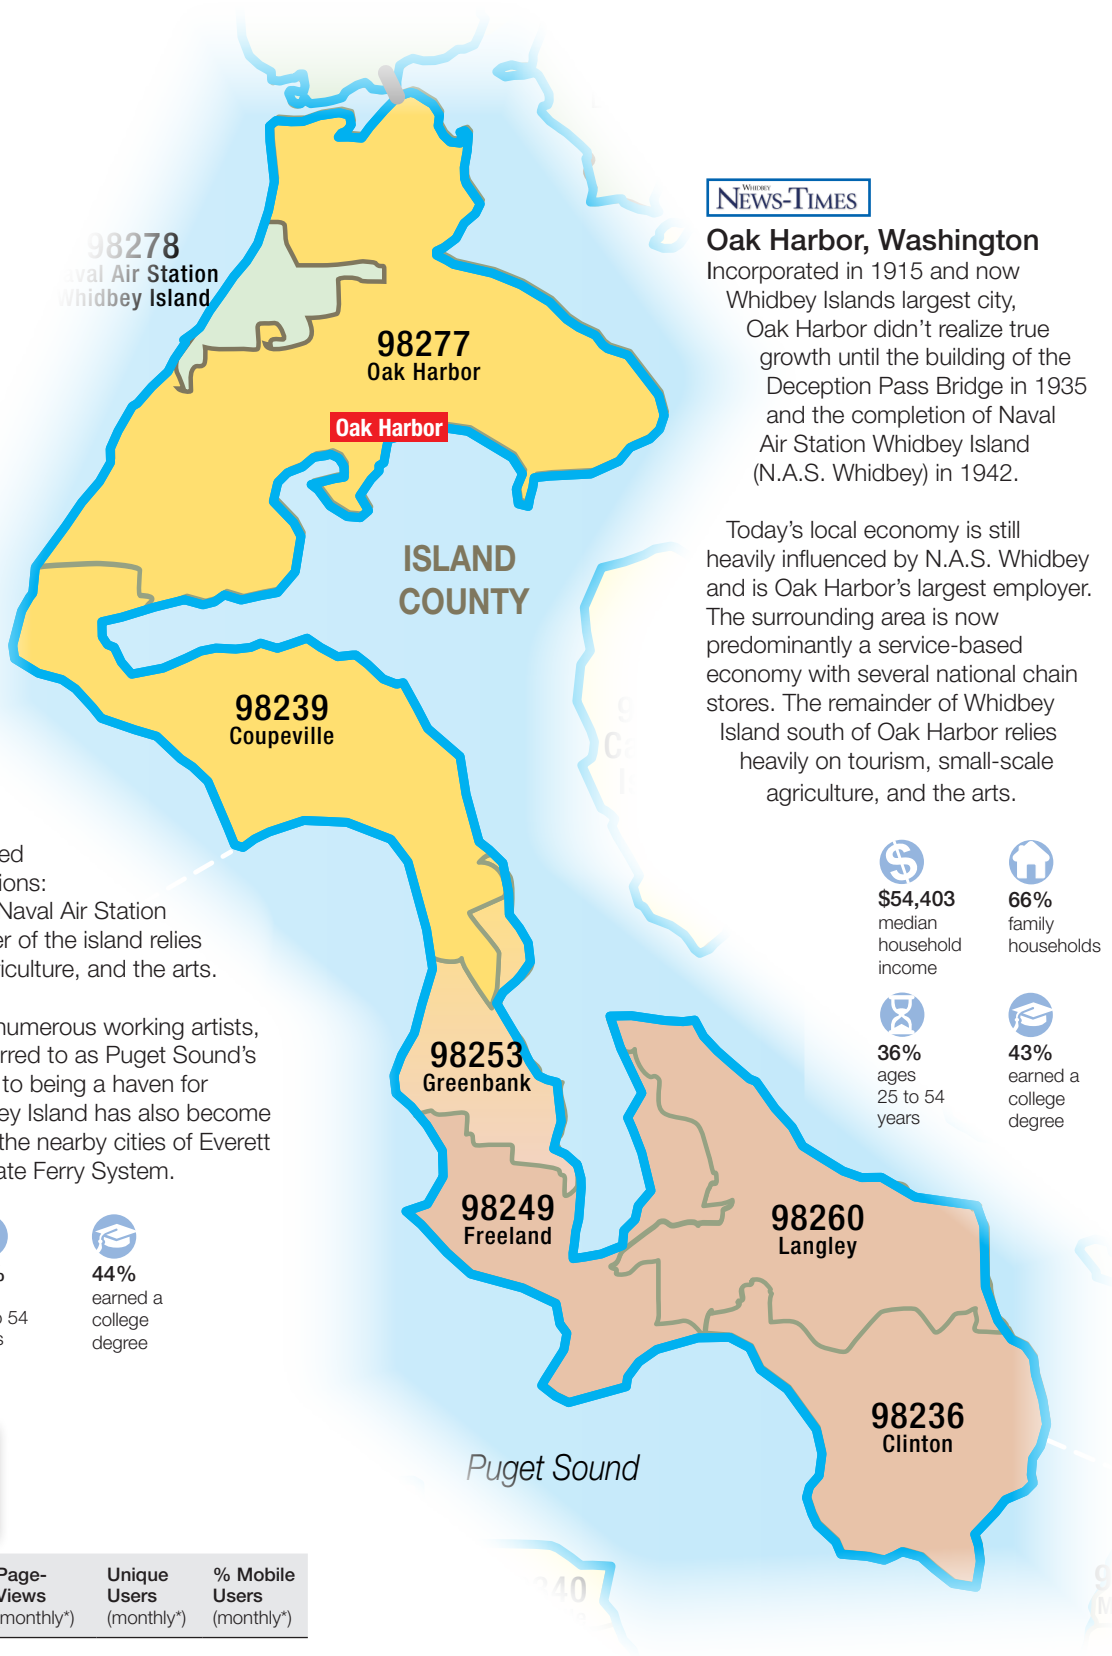 98278
Naval Air Station
Whidbey Island
98277
Oak Harbor
Oak Harbor
ISLAND
COUNTY
98239
Coupeville
98253
Greenbank
98249
Freeland
98260
Langley
98236
Clinton
Puget Sound
WHIDBEY
NEWS-TIMES
Oak Harbor, Washington
Incorporated in 1915 and now
Whidbey Islands largest city,
Oak Harbor didn't realize true
growth until the building of the
Deception Pass Bridge in 1935
and the completion of Naval
Air Station Whidbey Island
(N.A.S. Whidbey) in 1942.
Today's local economy is still
heavily influenced by N.A.S. Whidbey
and is Oak Harbor's largest employer.
The surrounding area is now
predominantly a service-based
economy with several national chain
stores. The remainder of Whidbey
Island south of Oak Harbor relies
heavily on tourism, small-scale
agriculture, and the arts.
$54,403
median
household
income
66%
family
households
36%
ages
25 to 54
years
43%
earned a
college
degree
ed
ions:
Naval Air Station
er of the island relies
riculture, and the arts.
numerous working artists,
rred to as Puget Sound's
to being a haven for
ey Island has also become
the nearby cities of Everett
ate Ferry System.
54
s
44%
earned a
college
degree
Page-
Views
(monthly*)
Unique
Users
(monthly*)
% Mobile
Users
(monthly*)